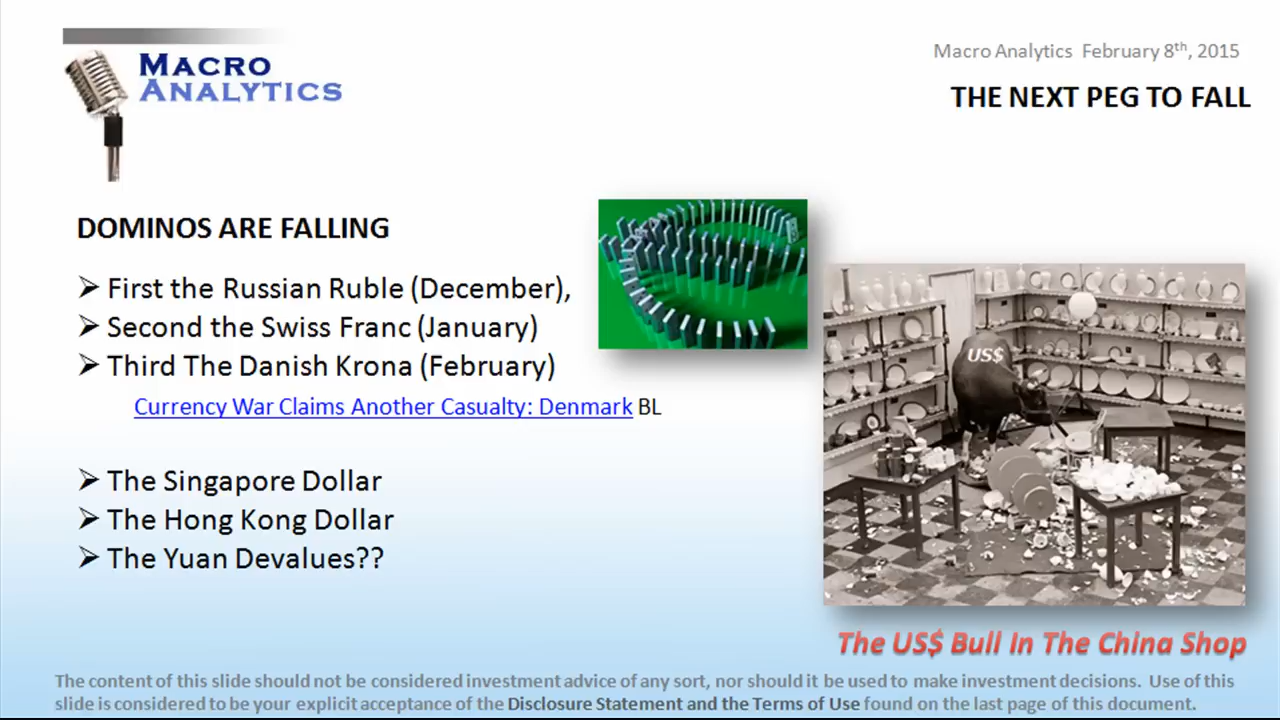 MACRO
ANALYTICS
Macro Analytics February 8th, 2015
THE NEXT PEG TO FALL
DOMINOS ARE FALLING
➢ First the Russian Ruble (December),
➢ Second the Swiss Franc (January)
➢ Third The Danish Krona (February)
Currency War Claims Another Casualty: Denmark BL
➢ The Singapore Dollar
➢ The Hong Kong Dollar
➢ The Yuan Devalues??
US$
The US$ Bull In The China Shop
The content of this slide should not be considered investment advice of any sort, nor should it be used to make investment decisions. Use of this
slide is considered to be your explicit acceptance of the Disclosure Statement and the Terms of Use found on the last page of this document.